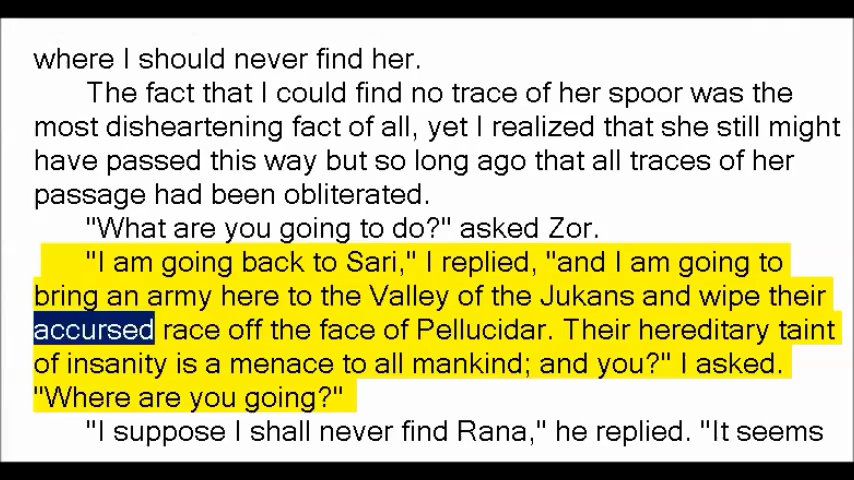 where I should never find her.
The fact that I could find no trace of her spoor was the
most disheartening fact of all, yet I realized that she still might
have passed this way but so long ago that all traces of her
passage had been obliterated.
"What are you going to do?" asked Zor.
"I am going back to Sari," I replied, "and I am going to
bring an army here to the Valley of the Jukans and wipe their
accursed race off the face of Pellucidar. Their hereditary taint
of insanity is a menace to all mankind; and you?" I asked.
"Where are you going?"
"I suppose I shall never find Rana," he replied. "It seems